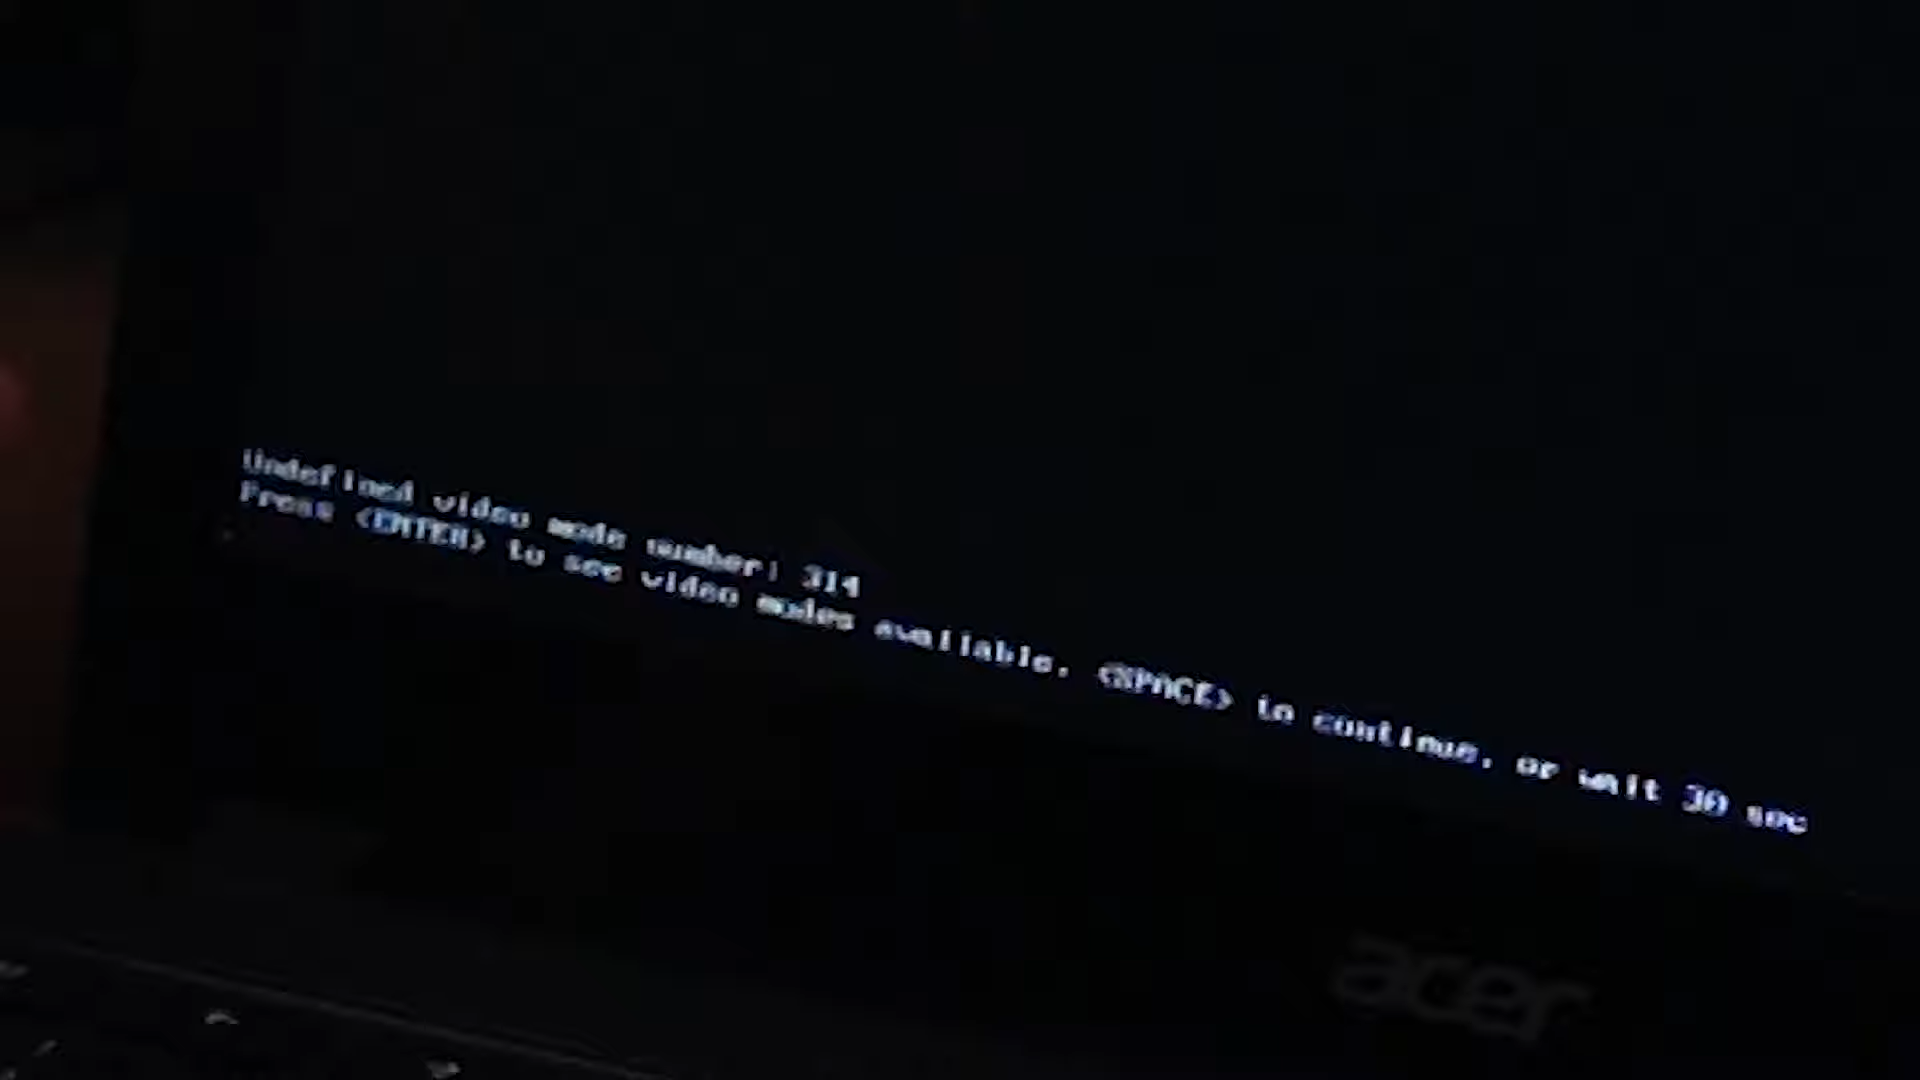 Undefined video mode number: 314
Press <ENTER> to see video modes available, <SPACE> to continue, or wait 30 sec
acer